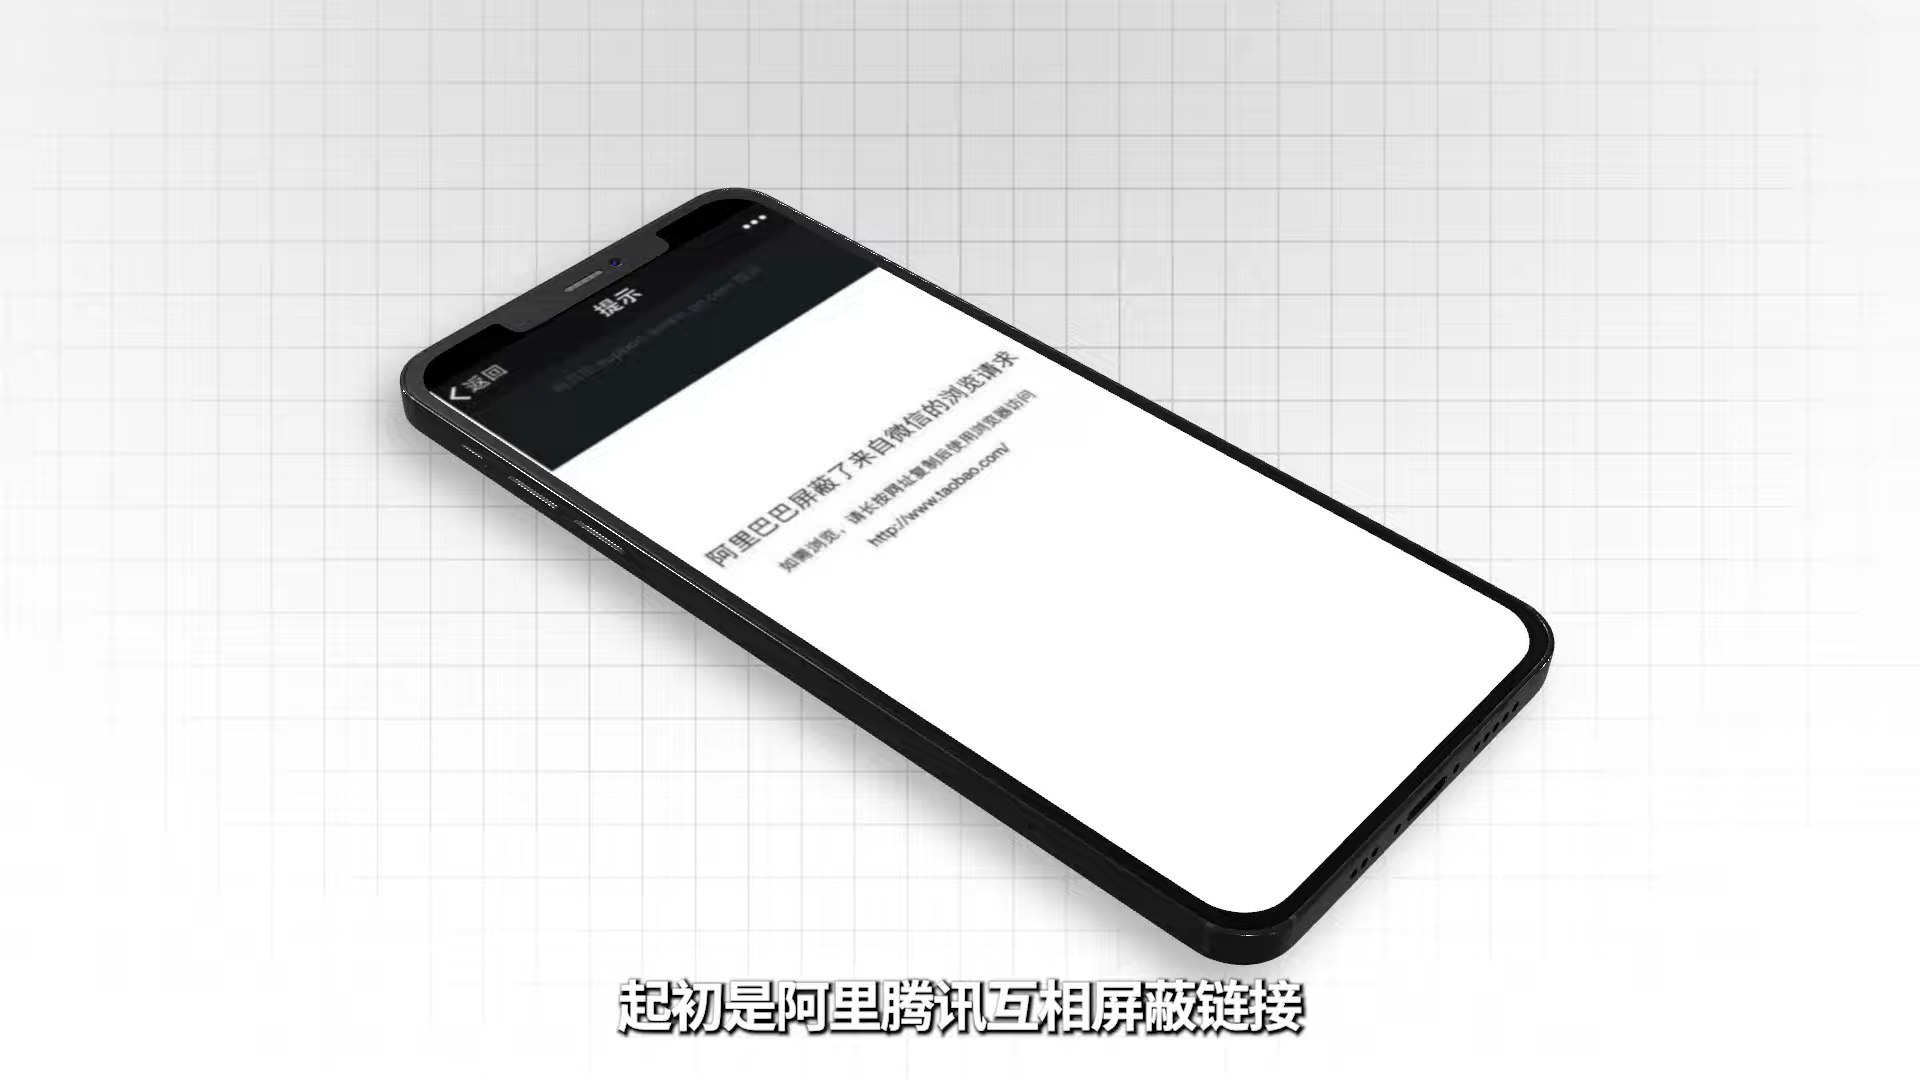 提示
返回
阿里巴巴屏蔽了来自微信的浏览请求
如需浏览，请长按网址复制后使用浏览器访问
http://www.taobao.com/
起初是阿里腾讯互相屏蔽链接